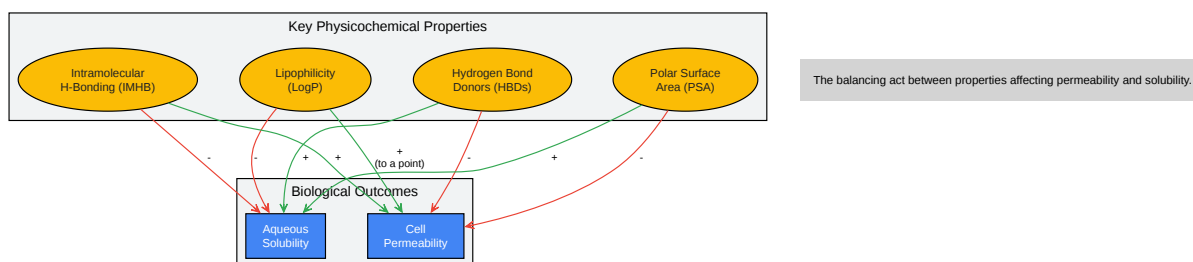 Key Physicochemical Properties
Intramolecular
H-Bonding (IMHB)
Lipophilicity
(LogP)
Hydrogen Bond
Donors (HBDs)
Polar Surface
Area (PSA)
The balancing act between properties affecting permeability and solubility.
-
-
+
+
+
(to a point)
-
+
-
Biological Outcomes
Aqueous
Solubility
Cell
Permeability